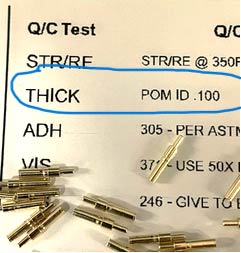 Q/C Test Q/C
STR/RE STR/RE @ 350F
THICK POM ID .100
ADH 305 - PER ASTM
VIS - USE 50X
246 - GIVE TO